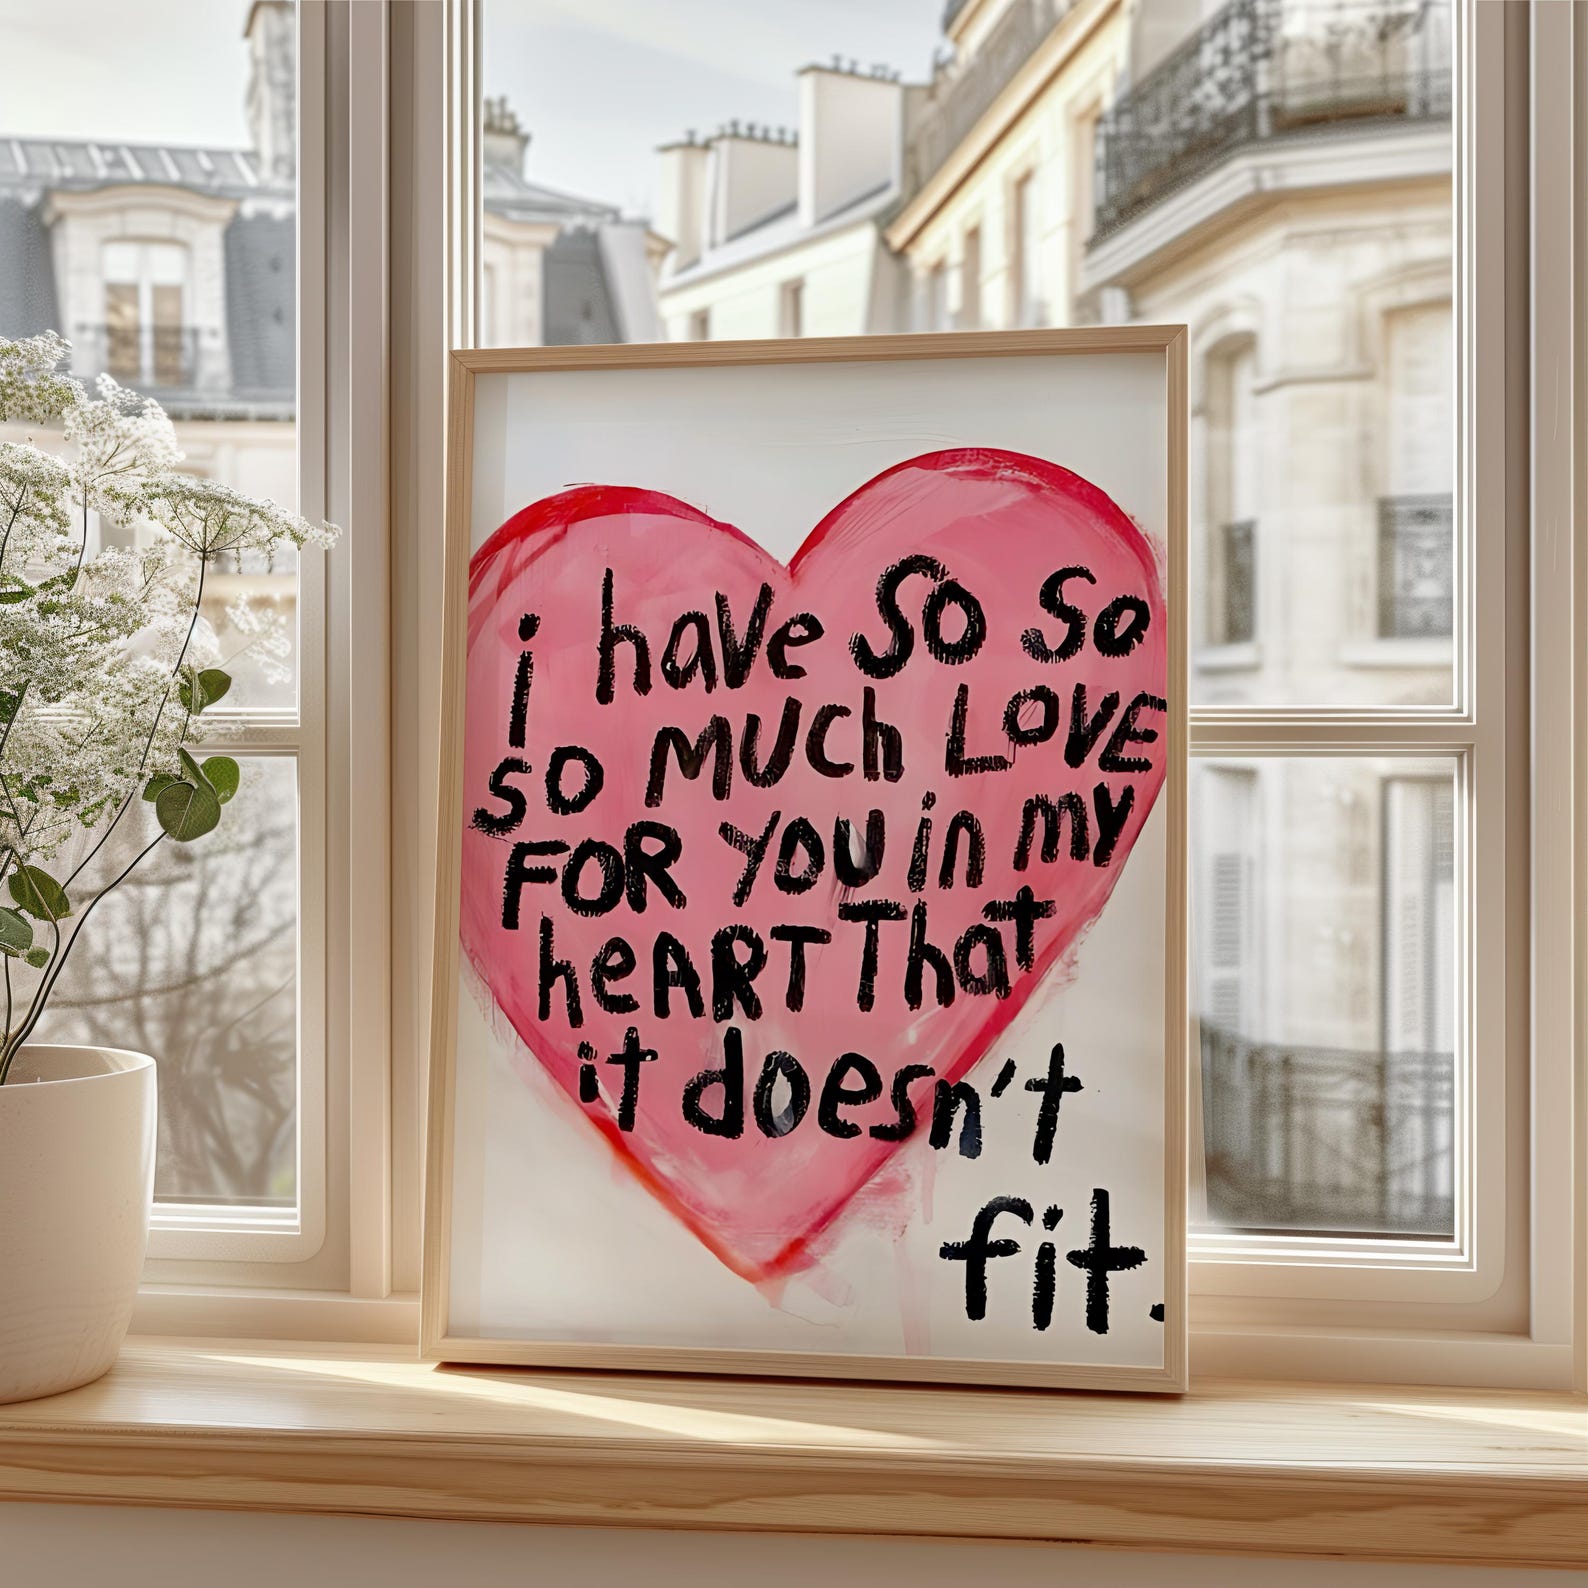 i have so so
so much Love
FOR You in my
heART That
it doesn't
fit.